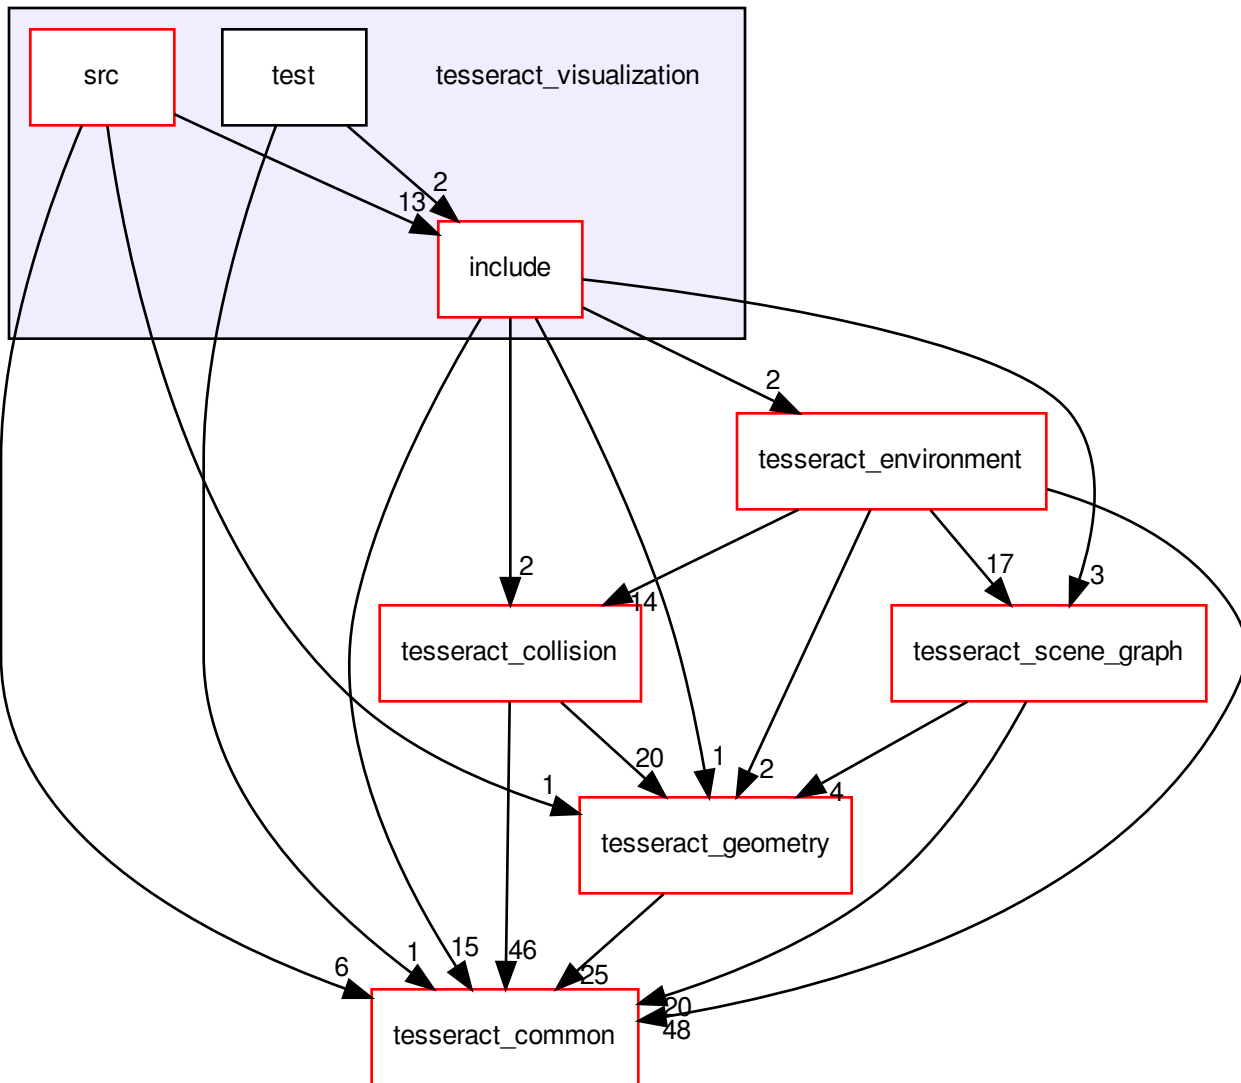 src
test
tesseract_visualization
2
13
include
2
tesseract_environment
2
17
3
14
tesseract_collision
tesseract_scene_graph
20
1
2
1
4
tesseract_geometry
15
46
1
6
25
20
48
tesseract_common